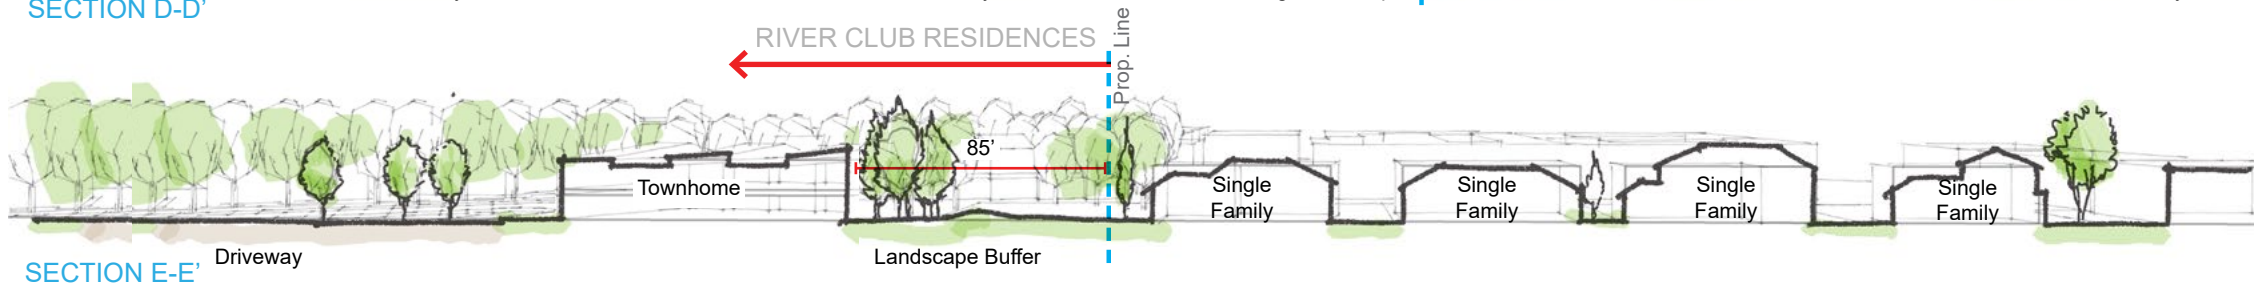 SECTION D-D’
RIVER CLUB RESIDENCES
Prop. Line
85’
Townhome
Single
Family
Single
Family
Single
Family
Single
Family
Driveway
Landscape Buffer
SECTION E-E’